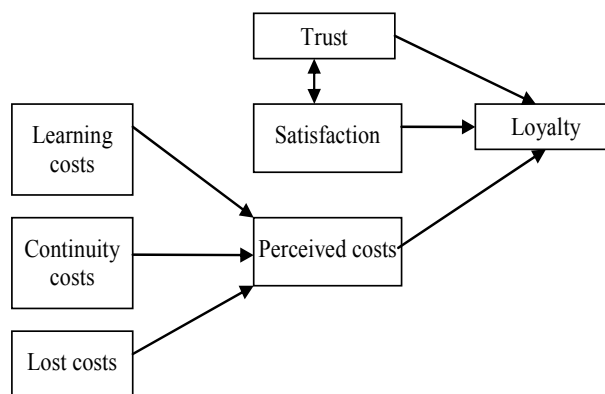 Trust
Satisfaction
Loyalty
Learning
costs
Continuity
costs
Perceived costs
Lost costs